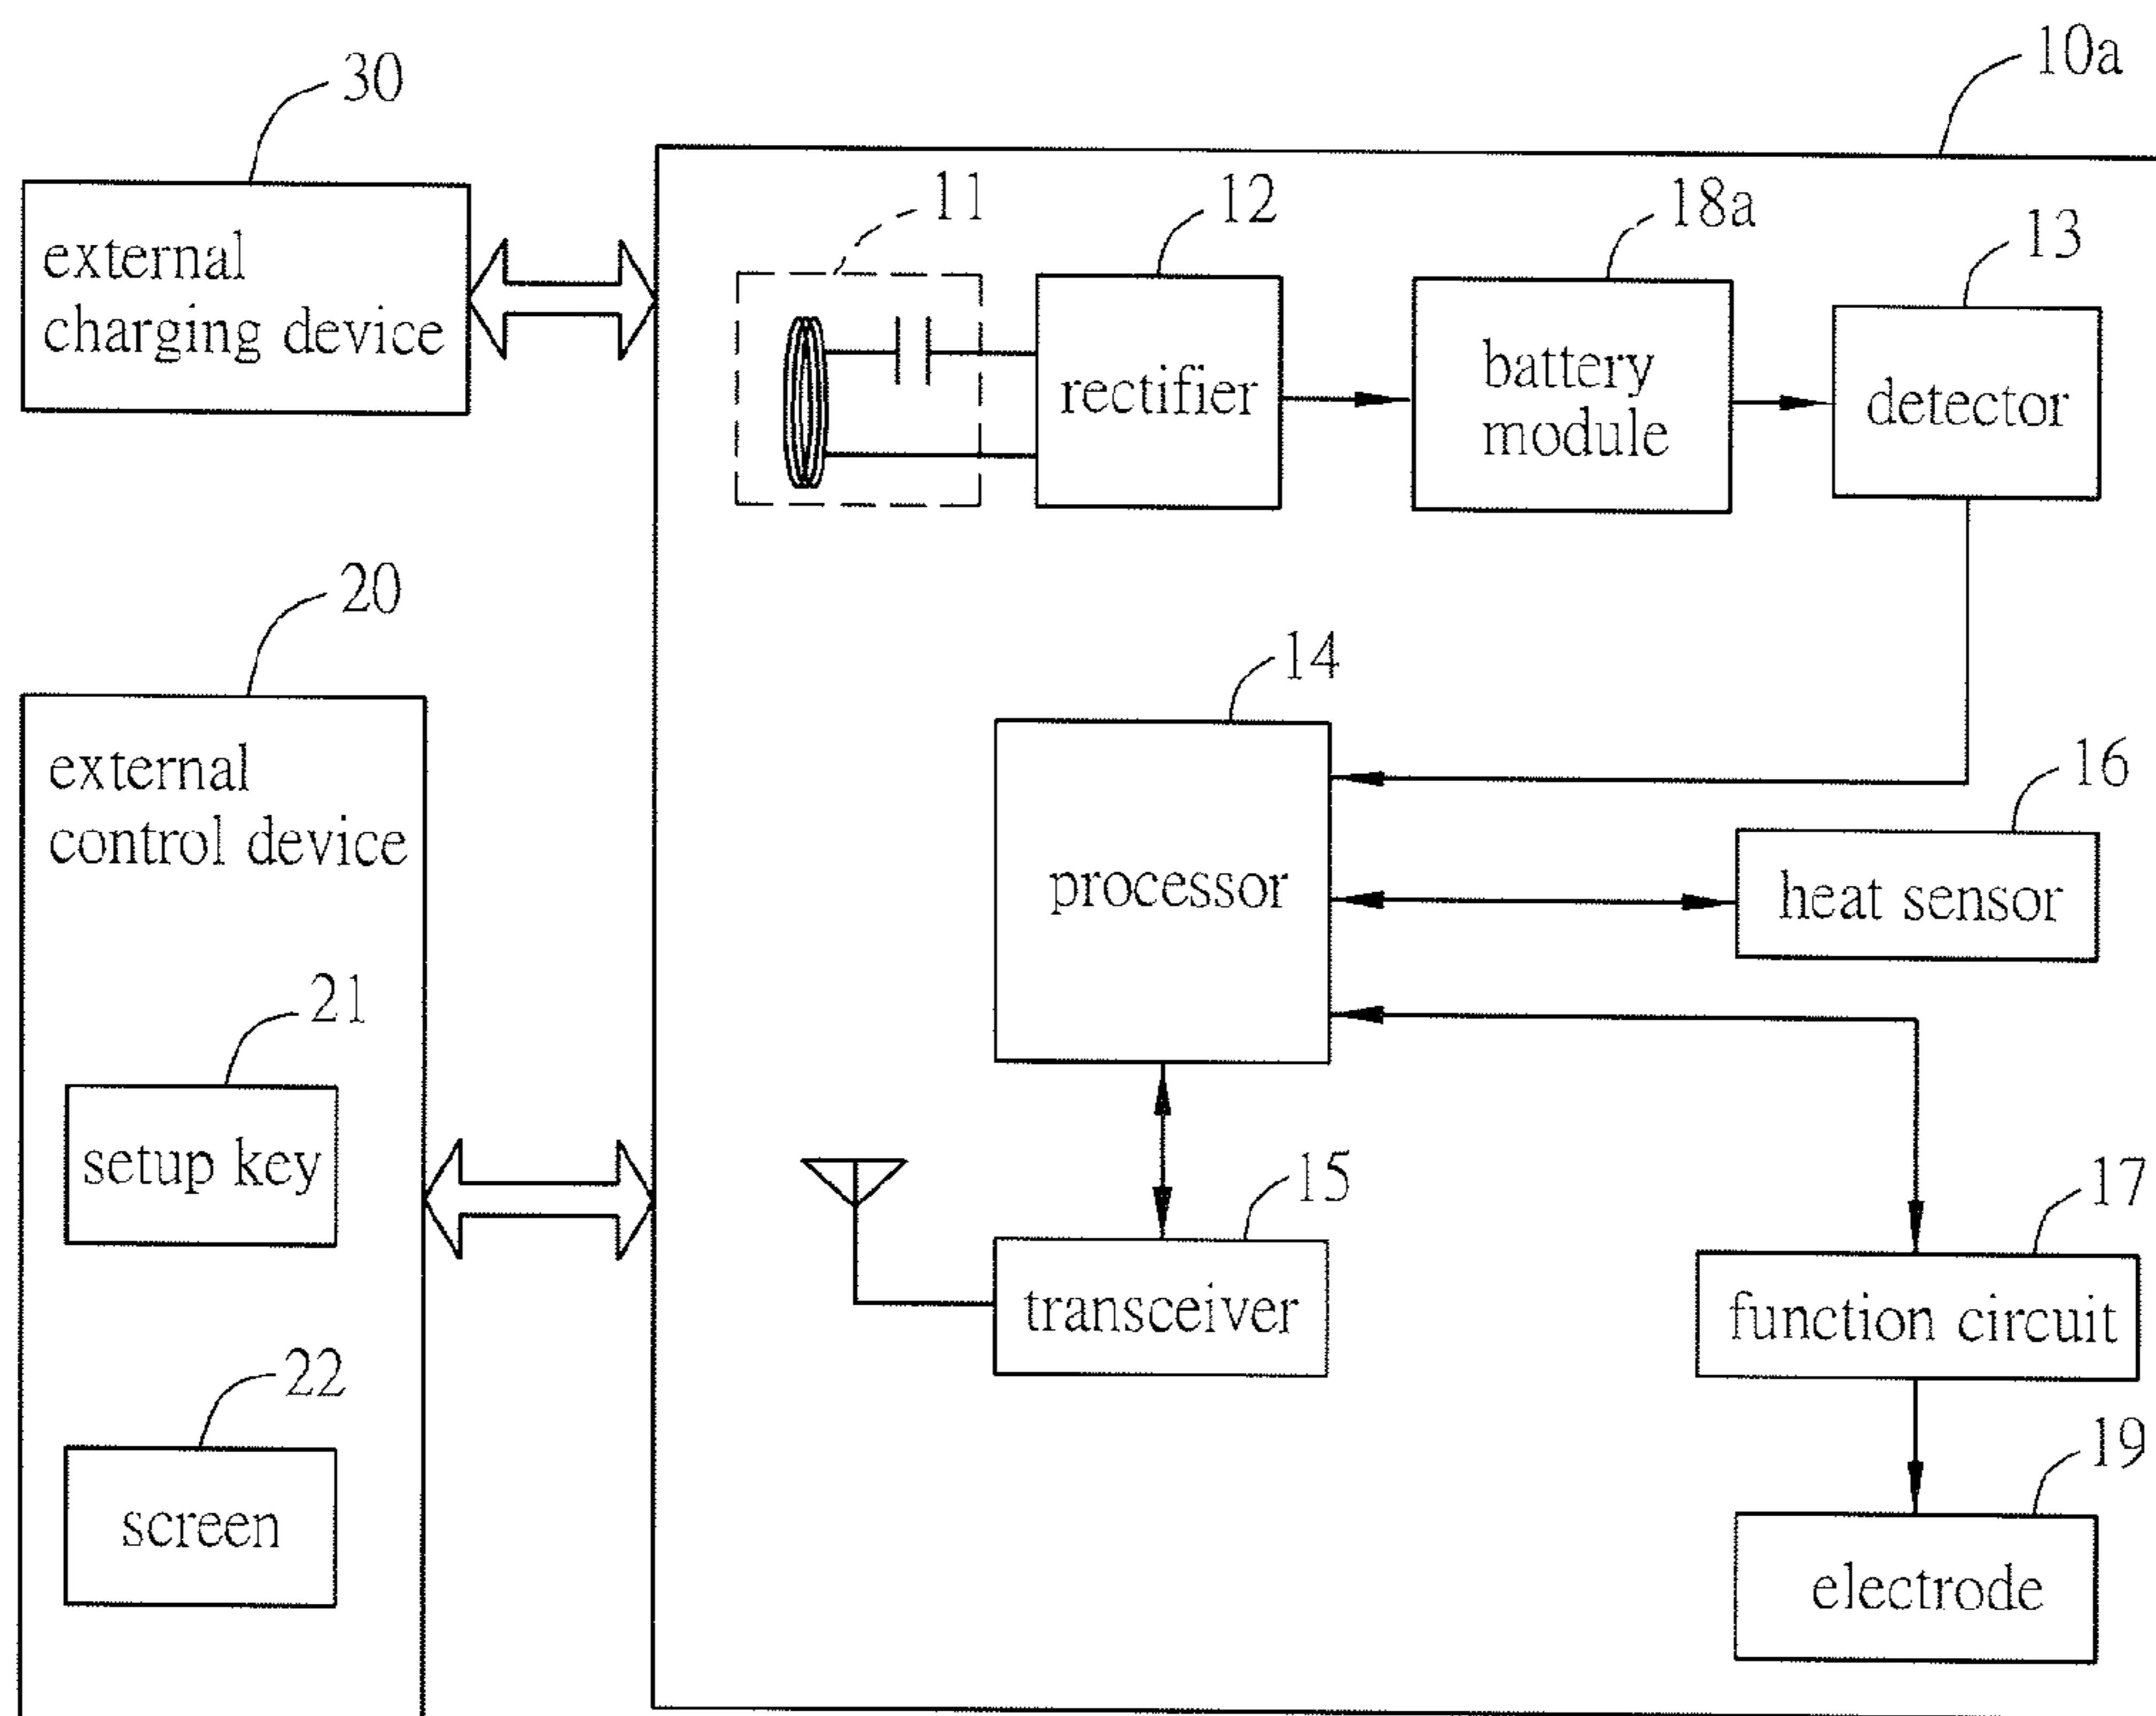 10a
30
11
12
18a
13
external
charging device
rectifier
battery
module
detector
20
14
16
external
control device
processor
heat sensor
21
setup key
15
17
transceiver
function circuit
22
19
screen
electrode